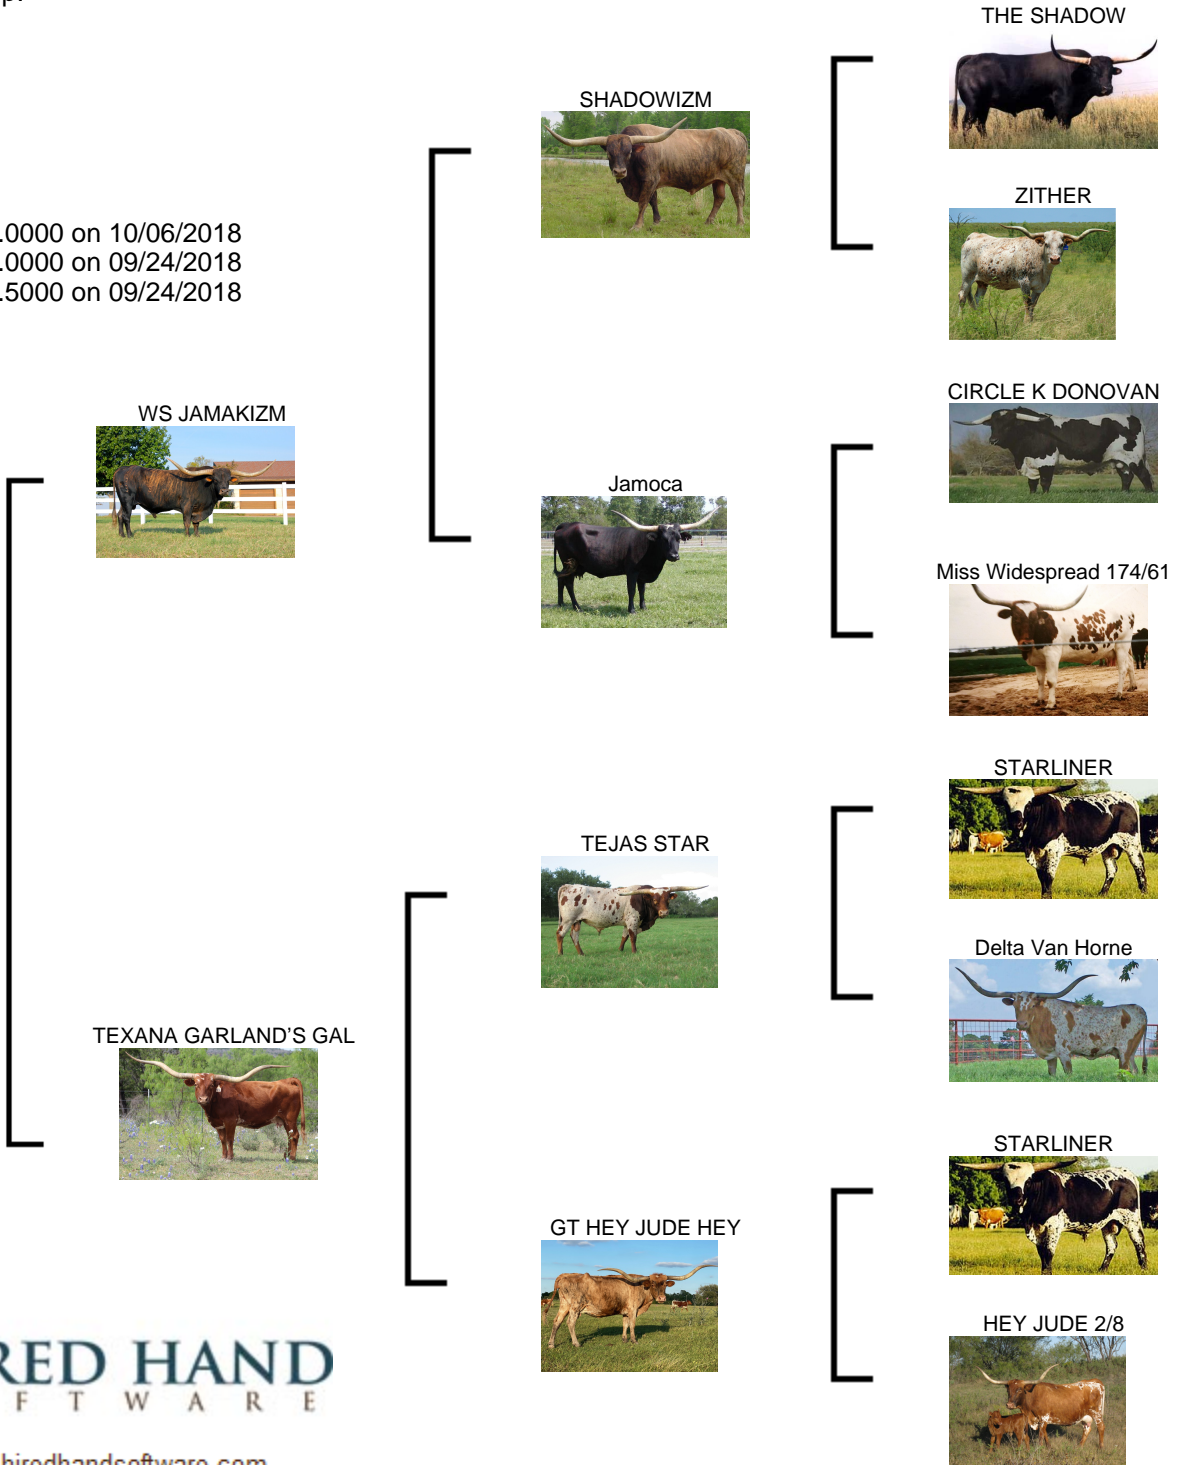 p.
.0000 on 10/06/2018
.0000 on 09/24/2018
.5000 on 09/24/2018
WS JAMAKIZM
TEXANA GARLAND'S GAL
SHADOWIZM
Jamoca
TEJAS STAR
GT HEY JUDE HEY
THE SHADOW
ZITHER
CIRCLE K DONOVAN
Miss Widespread 174/61
STARLINER
Delta Van Horne
STARLINER
HEY JUDE 2/8
RED HAND
F T W A R E
hiredhandsoftware.com